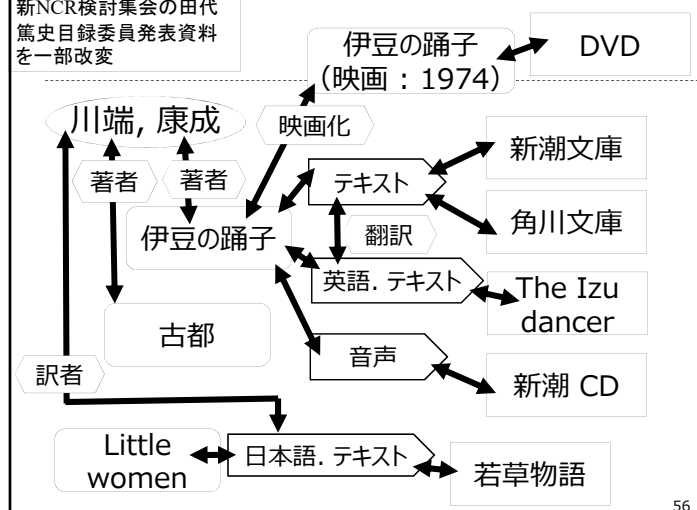 新NCR検討集会の田代
篤史目録委員発表資料
を一部改変
伊豆の踊子
（映画：1974）
DVD
川端, 康成
映画化
新潮文庫
著者
著者
テキスト
角川文庫
伊豆の踊子
翻訳
英語. テキスト
The Izu
dancer
古都
音声
訳者
新潮 CD
Little
women
日本語. テキスト
若草物語
56